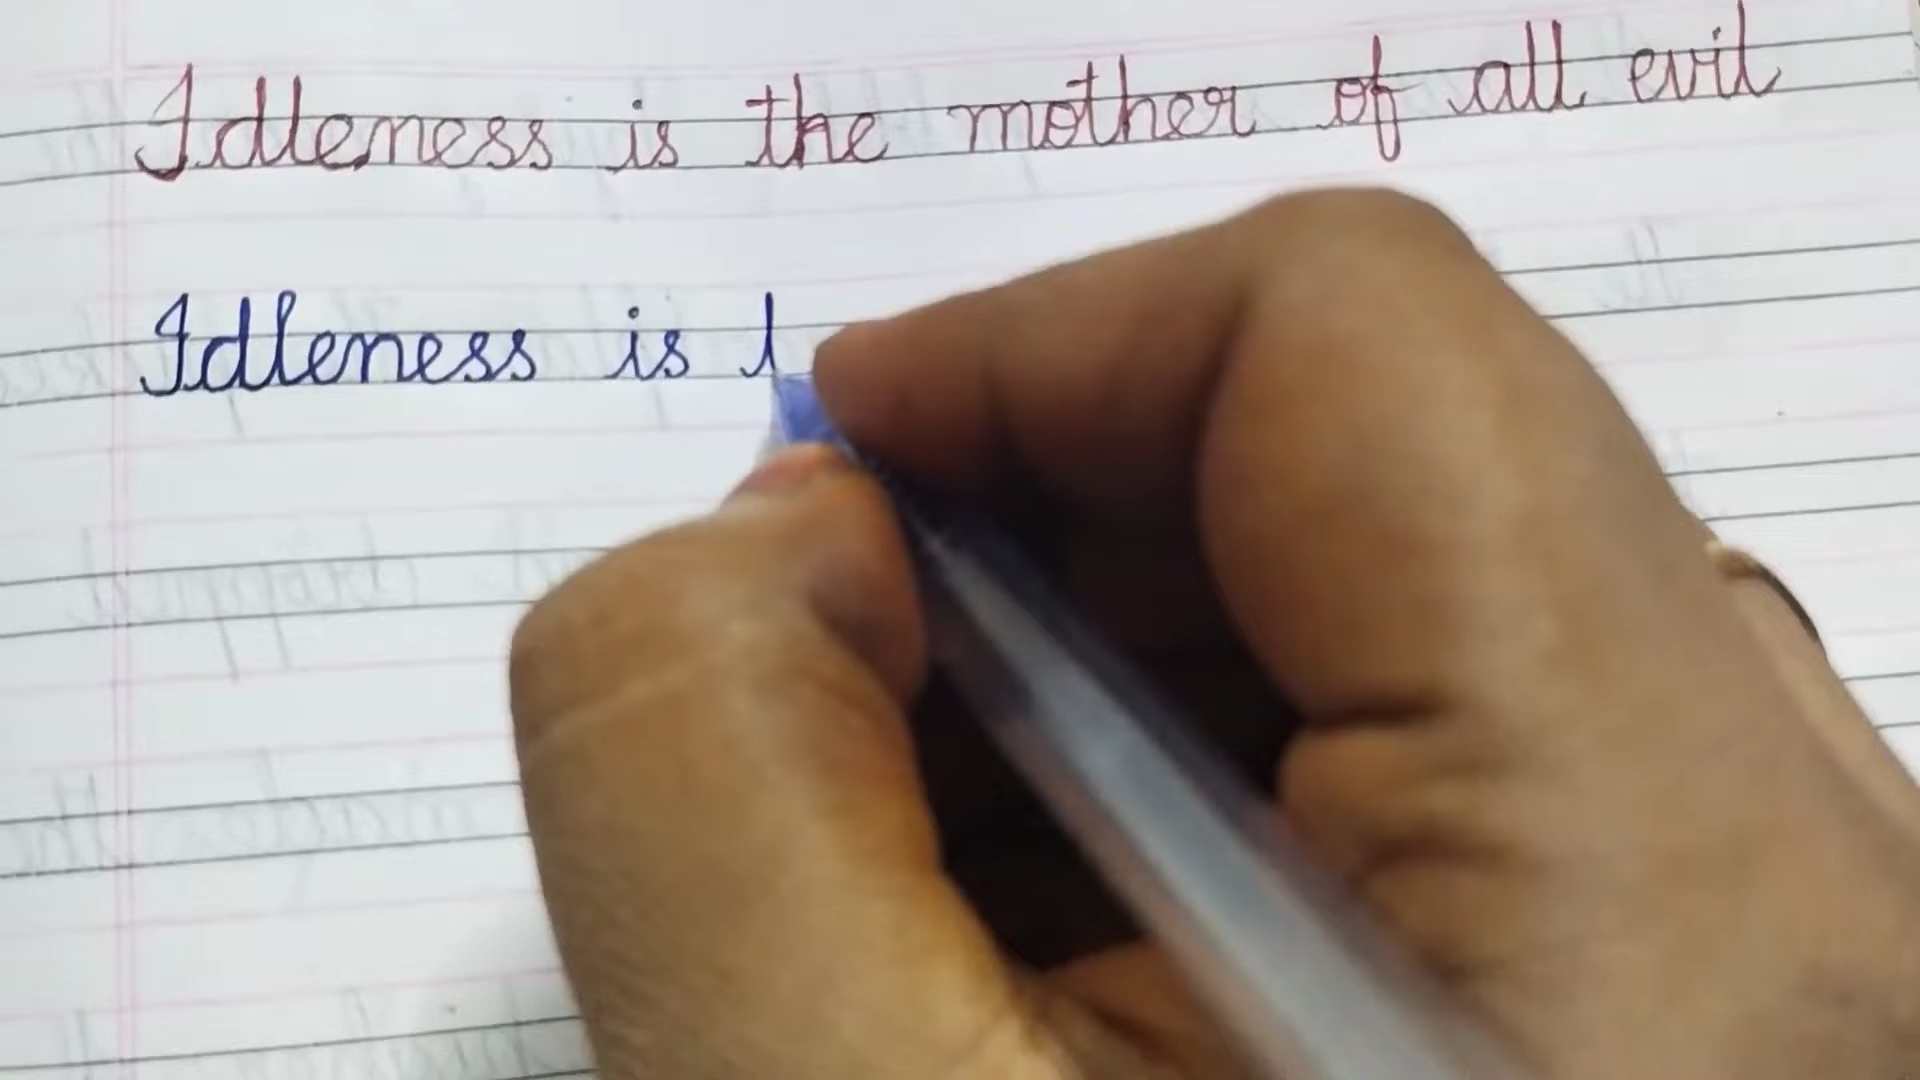 Idleness is the mother of all evil
Idleness is